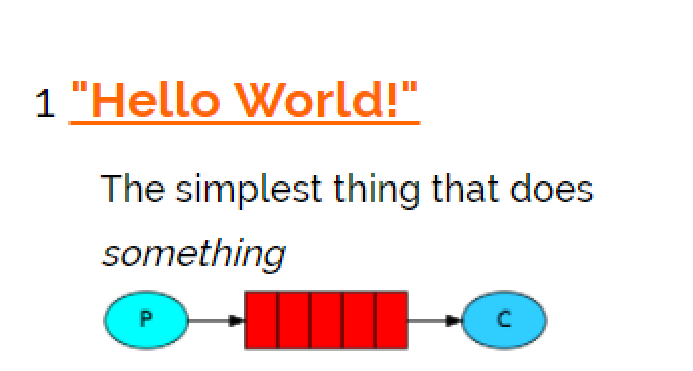 1 "Hello World!"
The simplest thing that does
something
P C